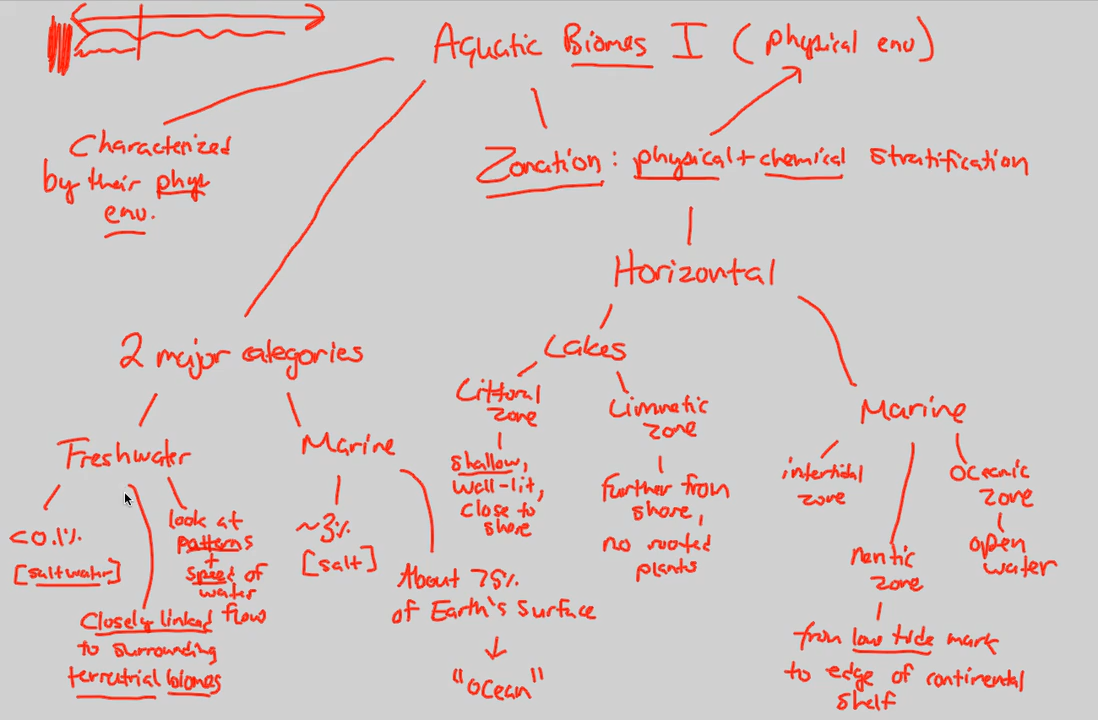 Aquatic Biomes I (physical env)
Characterized
by their phys
env.
Zonation: physical + chemical stratification
Horizontal
2 major categories
Freshwater
<0.1%
[saltwater]
Closely linked
to surrounding
terrutrial biomes
look at
patterns
+
speed of
water
flow
Marine
~3%
[salt]
About 75%
of Earth's surface
"ocean"
Lakes
Littoral
zone
shallow,
wall-lit,
close to
shore
Limnetic
zone
Further from
shore,
no rooted
plants
Marine
intertidal
zone
neritic
zone
from low tide mark
to edge of continental
shelf
Oceanic
zone
open
water